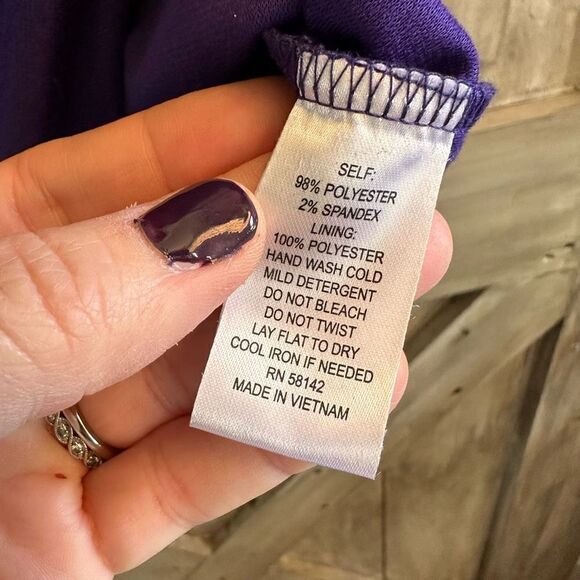 SELF:
98% POLYESTER
2% SPANDEX
LINING:
100% POLYESTER
HAND WASH COLD
MILD DETERGENT
DO NOT BLEACH
DO NOT TWIST
LAY FLAT TO DRY
COOL IRON IF NEEDED
RN 58142
MADE IN VIETNAM